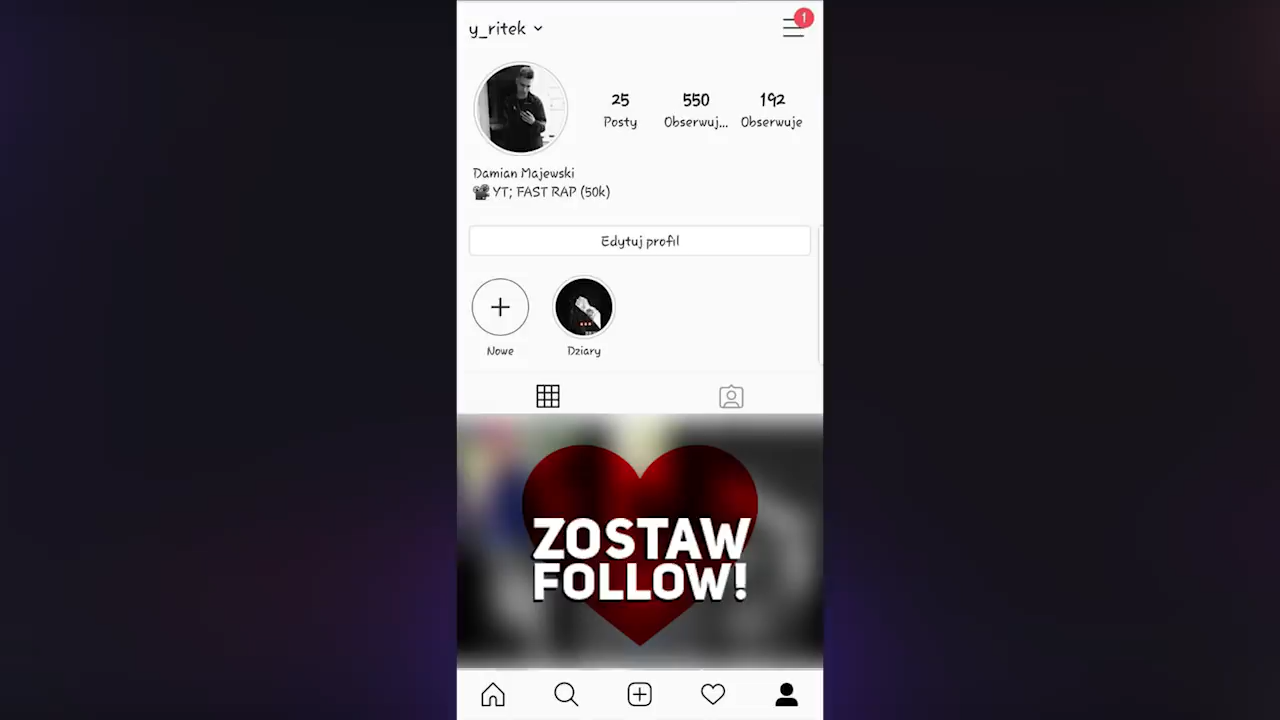 y_ritek
1
25 550 192
Posty Obserwuj... Obserwuje
Damian Majewski
YT; FAST RAP (50k)
Edytuj profil
Nowe Dziary
ZOSTAW
FOLLOW!